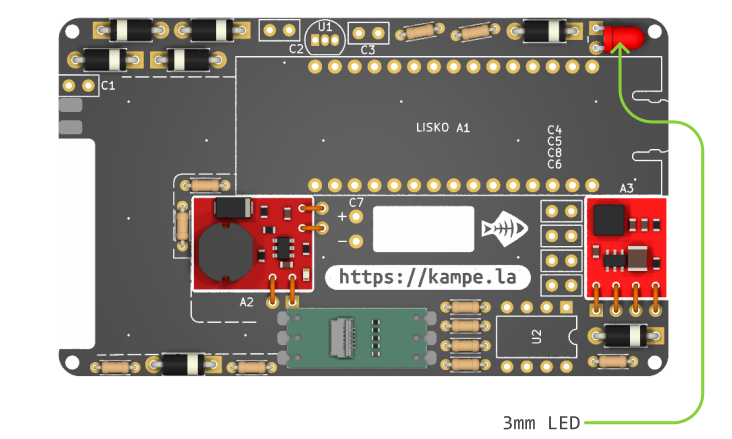 U1
C2
C3
C1
LISKO A1
C4
C5
C8
C6
A3
C7
+
−
https://kampe.la
A2
U2
3mm LED